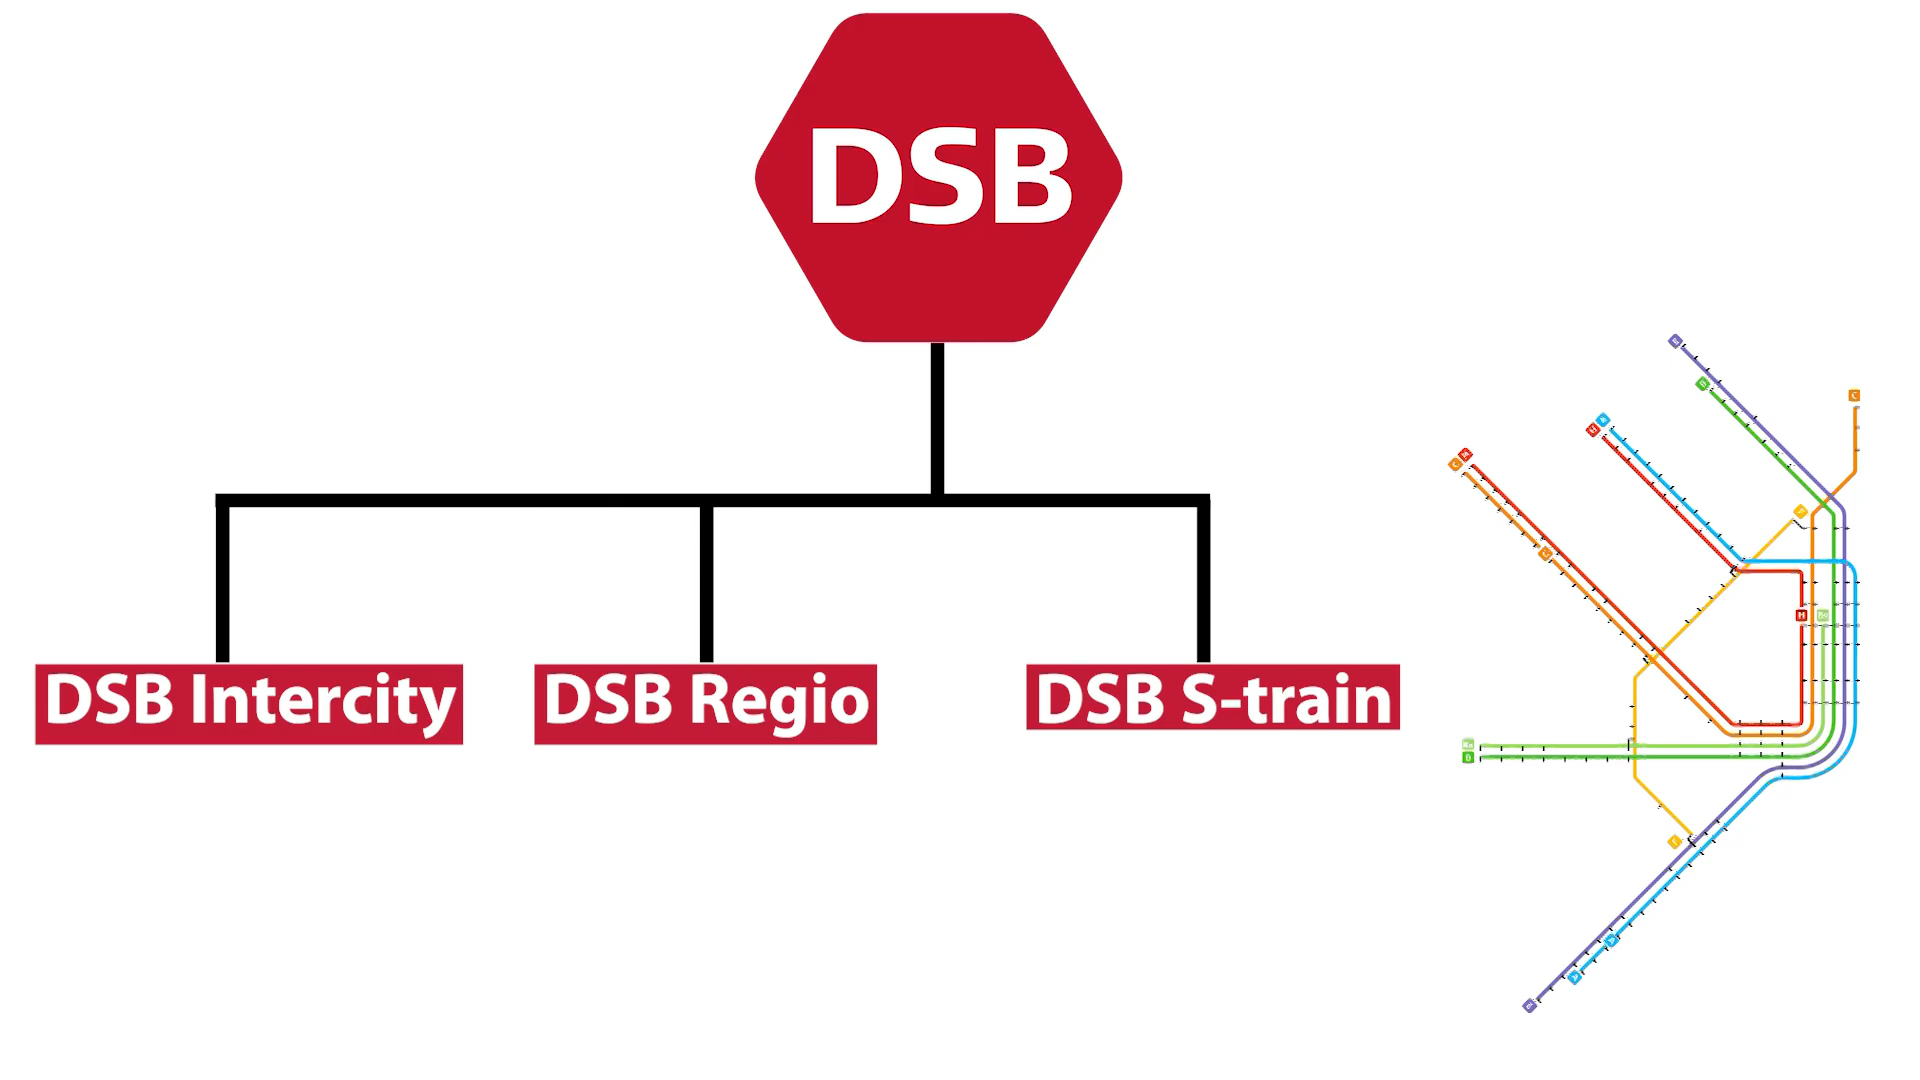 DSB
DSB Intercity
DSB Regio
DSB S-train
C
H